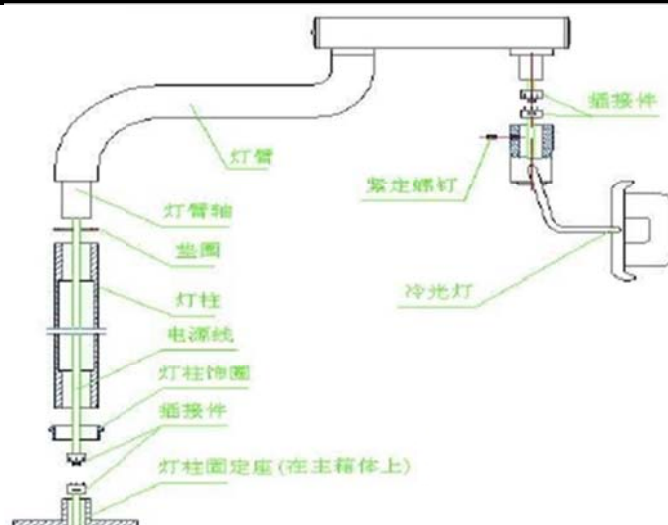 插接件
灯臂
紧定螺钉
灯臂轴
垫圈
冷光灯
灯柱
电源线
灯柱饰圈
插接件
灯柱固定座(在主箱体上)